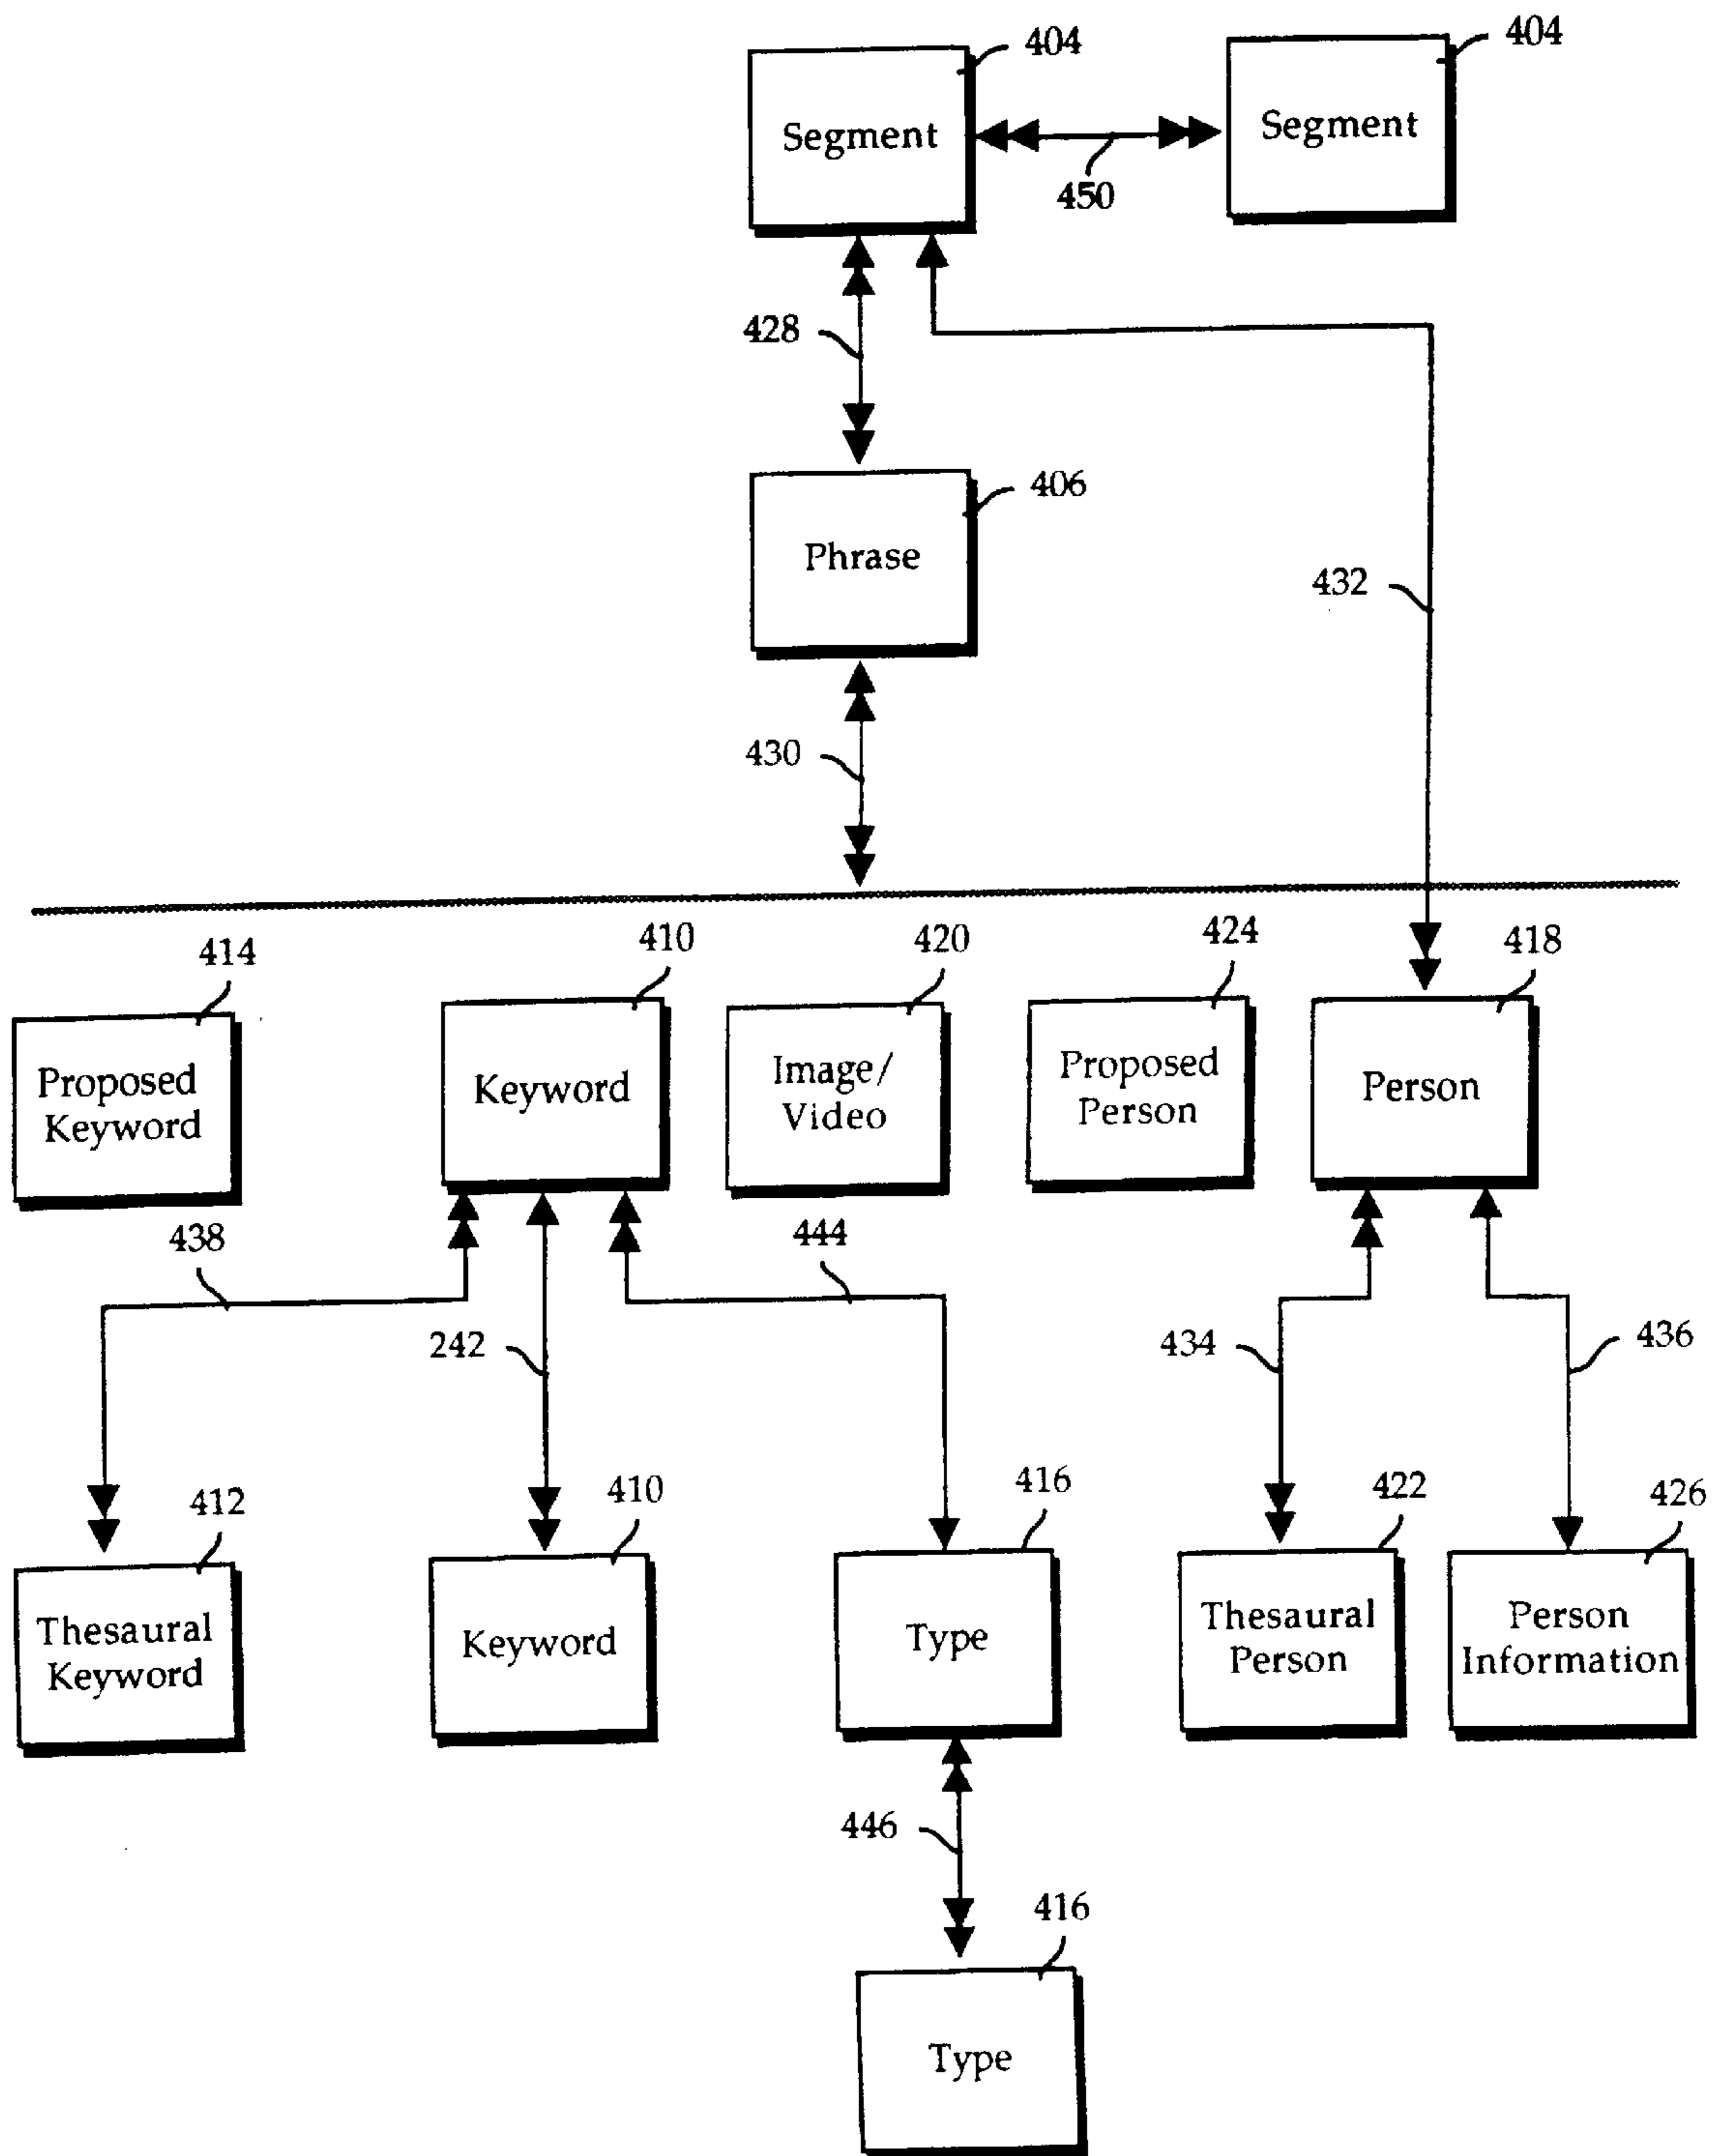 404
404
Segment
Segment
450
428
406
Phrase
432
430
414
410
420
424
418
Proposed
Keyword
Keyword
Image/
Video
Proposed
Person
Person
438
444
242
434
436
412
410
416
422
426
Thesaural
Keyword
Keyword
Type
Thesaural
Person
Person
Information
446
416
Type